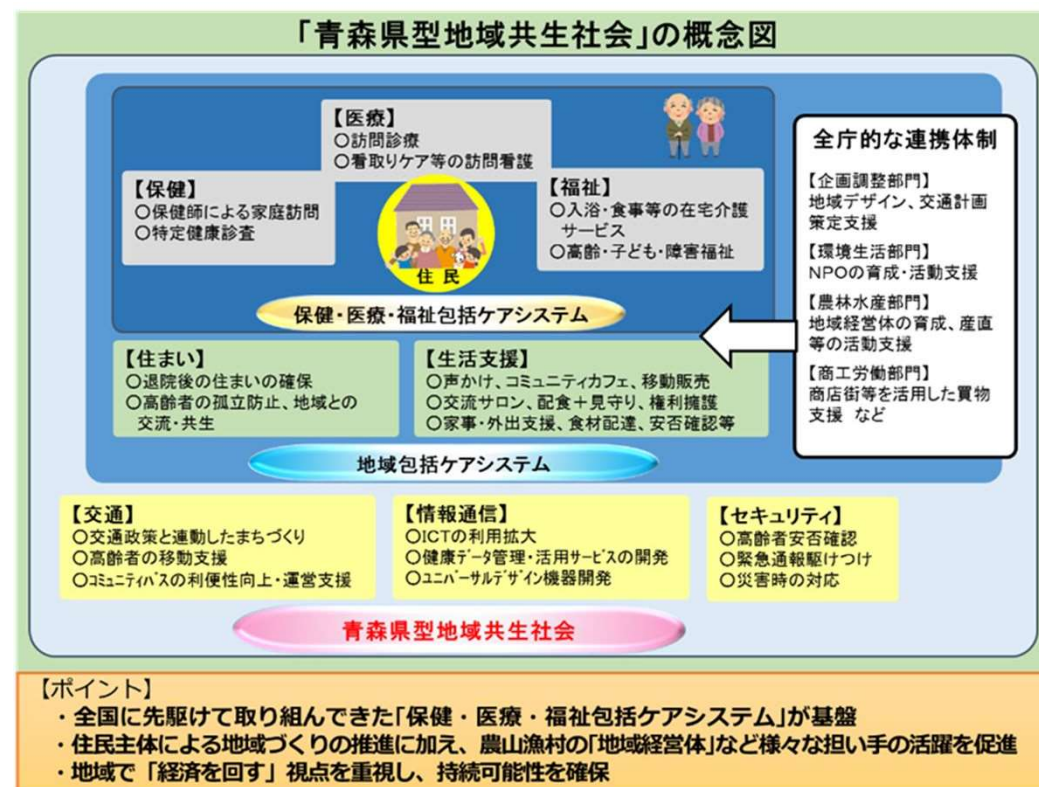 「青森県型地域共生社会」の概念図
【医療】
○訪問診療
○看取りケア等の訪問看護
【保健】
○保健師による家庭訪問
○特定健康診査
【福祉】
○入浴・食事等の在宅介護
サービス
○高齢・子ども・障害福祉
住民
保健・医療・福祉包括ケアシステム
【住まい】
○退院後の住まいの確保
○高齢者の孤立防止、地域との
交流・共生
【生活支援】
○声かけ、コミュニティカフェ、移動販売
○交流サロン、配食+見守り、権利擁護
○家事・外出支援、食材配達、安否確認等
地域包括ケアシステム
全庁的な連携体制
【企画調整部門】
地域デザイン、交通計画
策定支援
【環境生活部門】
NPOの育成・活動支援
【農林水産部門】
地域経営体の育成、産直
等の活動支援
【商工労働部門】
商店街等を活用した買物
支援 など
【交通】
○交通政策と連動したまちづくり
○高齢者の移動支援
○ｺﾐｭﾆﾃｨﾊﾞｽの利便性向上・運営支援
【情報通信】
○ICTの利用拡大
○健康ﾃﾞｰﾀ管理・活用ｻｰﾋﾞｽの開発
○ﾕﾆﾊﾞｰｻﾙﾃﾞｻﾞｲﾝ機器開発
【セキュリティ】
○高齢者安否確認
○緊急通報駆けつけ
○災害時の対応
青森県型地域共生社会
【ポイント】
・全国に先駆けて取り組んできた「保健・医療・福祉包括ケアシステム」が基盤
・住民主体による地域づくりの推進に加え、農山漁村の「地域経営体」など様々な担い手の活躍を促進
・地域で「経済を回す」視点を重視し、持続可能性を確保